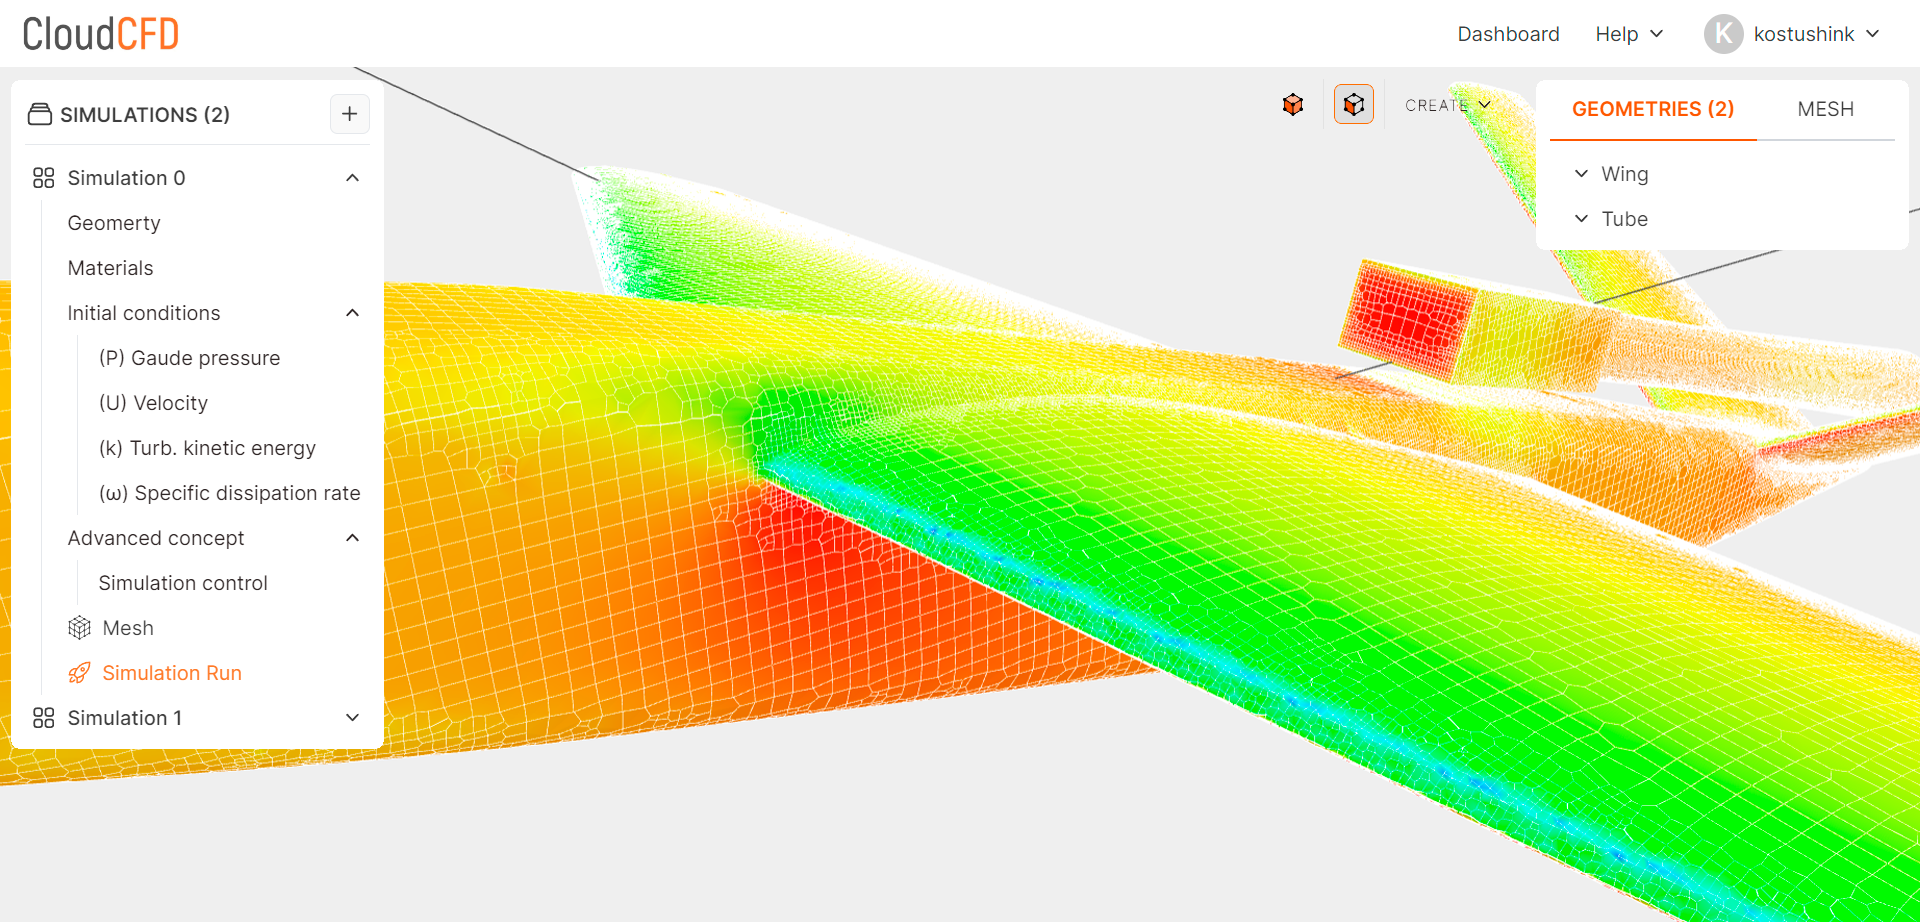 CloudCFD
Dashboard
Help
K
kostushink
SIMULATIONS (2)
+
Simulation 0
Geomerty
Materials
Initial conditions
(P) Gaude pressure
(U) Velocity
(k) Turb. kinetic energy
(ω) Specific dissipation rate
Advanced concept
Simulation control
Mesh
Simulation Run
Simulation 1
CREATE
GEOMETRIES (2)
MESH
Wing
Tube